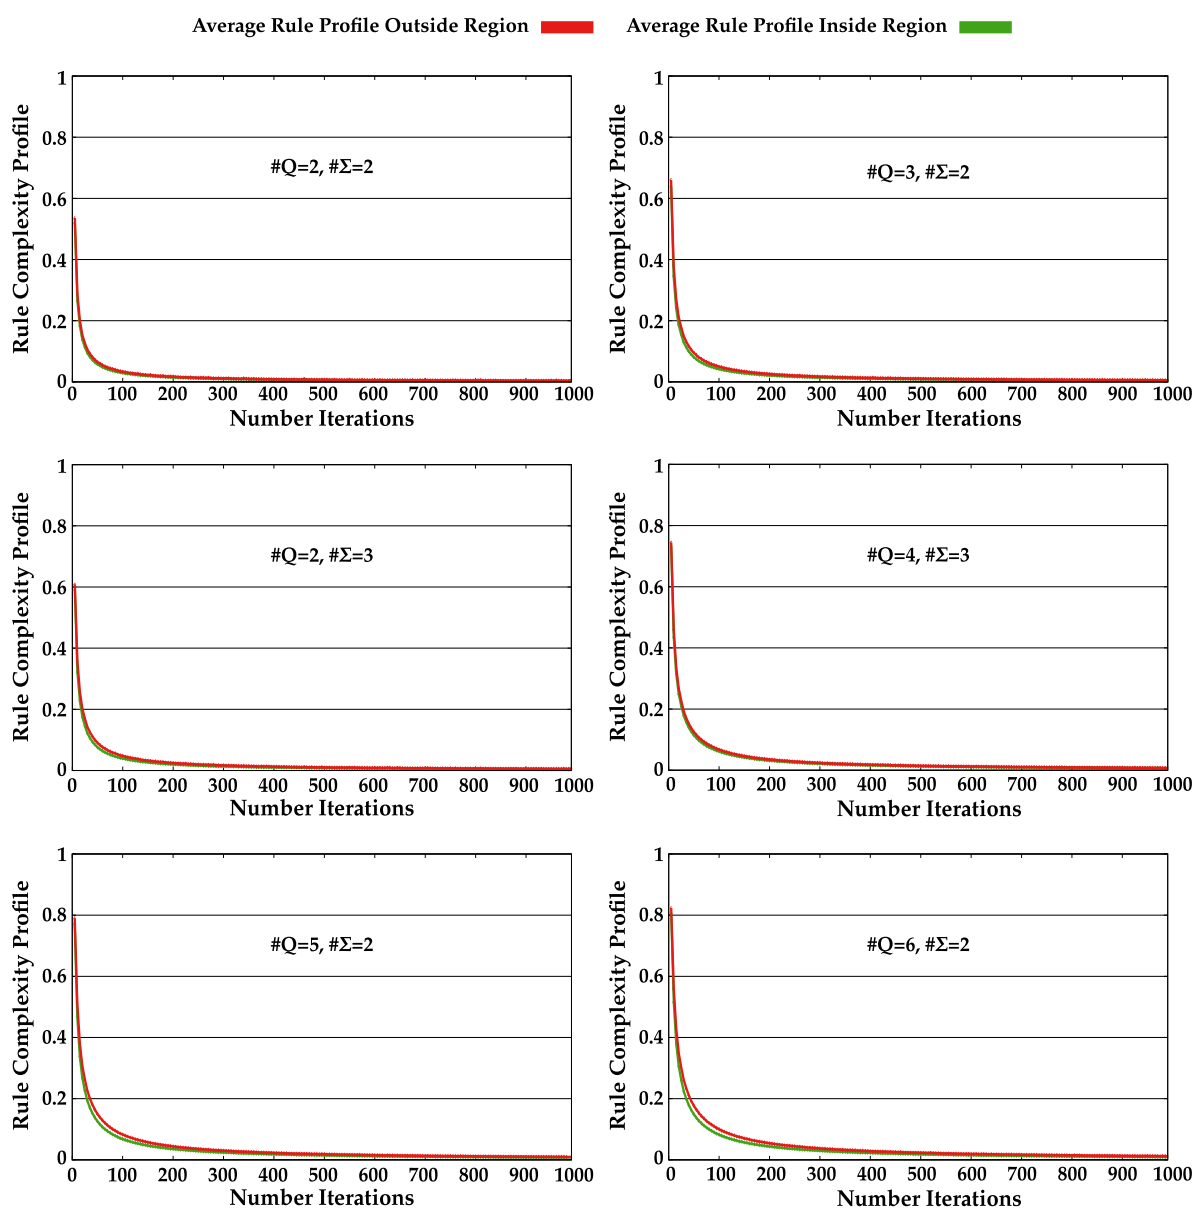 Average Rule Profile Outside Region Average Rule Profile Inside Region
1
0.8
0.6
0.4
0.2
0
Rule Complexity Profile
#Q=2, #Σ=2
0 100 200 300 400 500 600 700 800 900 1000
Number Iterations
1
0.8
0.6
0.4
0.2
0
Rule Complexity Profile
#Q=3, #Σ=2
0 100 200 300 400 500 600 700 800 900 1000
Number Iterations
1
0.8
0.6
0.4
0.2
0
Rule Complexity Profile
#Q=2, #Σ=3
0 100 200 300 400 500 600 700 800 900 1000
Number Iterations
1
0.8
0.6
0.4
0.2
0
Rule Complexity Profile
#Q=4, #Σ=3
0 100 200 300 400 500 600 700 800 900 1000
Number Iterations
1
0.8
0.6
0.4
0.2
0
Rule Complexity Profile
#Q=5, #Σ=2
0 100 200 300 400 500 600 700 800 900 1000
Number Iterations
1
0.8
0.6
0.4
0.2
0
Rule Complexity Profile
#Q=6, #Σ=2
0 100 200 300 400 500 600 700 800 900 1000
Number Iterations